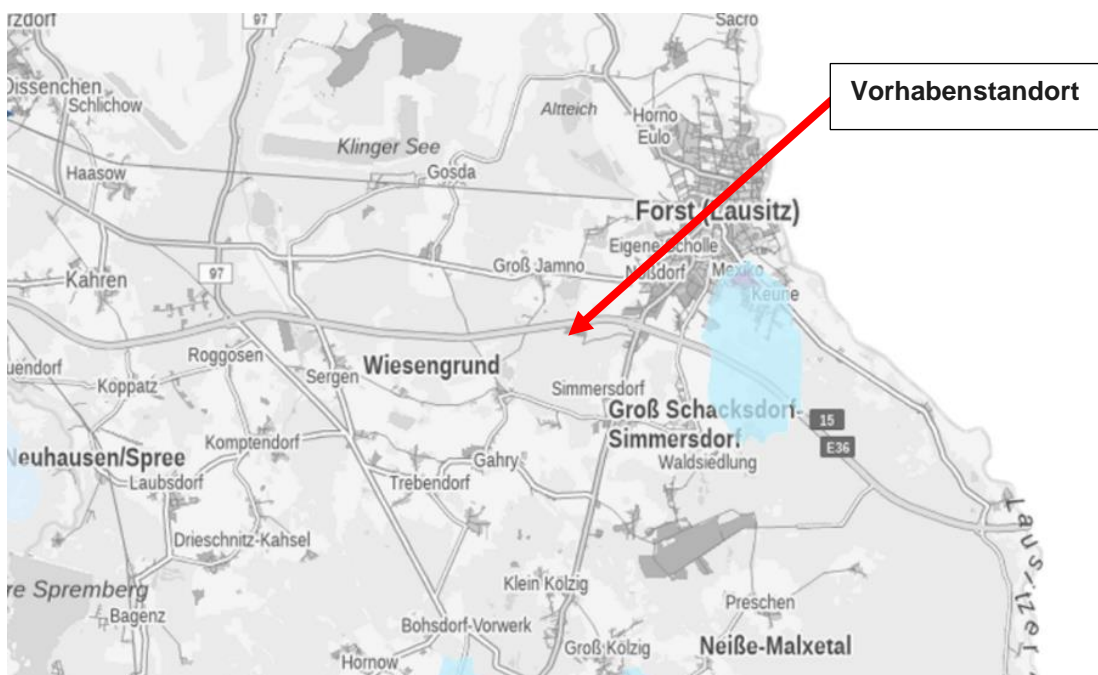 rzdorf
97
Sacro
Dissenchen
Schlichow
Vorhabenstandort
Altteich
Horno
Eulo
Klinger See
Haasow
Gosda
Forst (Lausitz)
Eigene Scholle
Groß Jamno
Noßdorf
Mexiko
97
Kahren
Keune
Roggosen
Wiesengrund
uendorf
Koppatz
Sergen
Simmersdorf
Groß Schacksdorf-
Simmersdorf
15
E36
Komptendorf
Neuhausen/Spree
Gahry
Waldsiedlung
Laubsdorf
Trebendorf
Lausitzer
Drieschnitz-Kahsel
re Spremberg
Klein Kölzig
Bagenz
Preschen
Bohsdorf-Vorwerk
Groß Kölzig
Neiße-Malxetal
Hornow